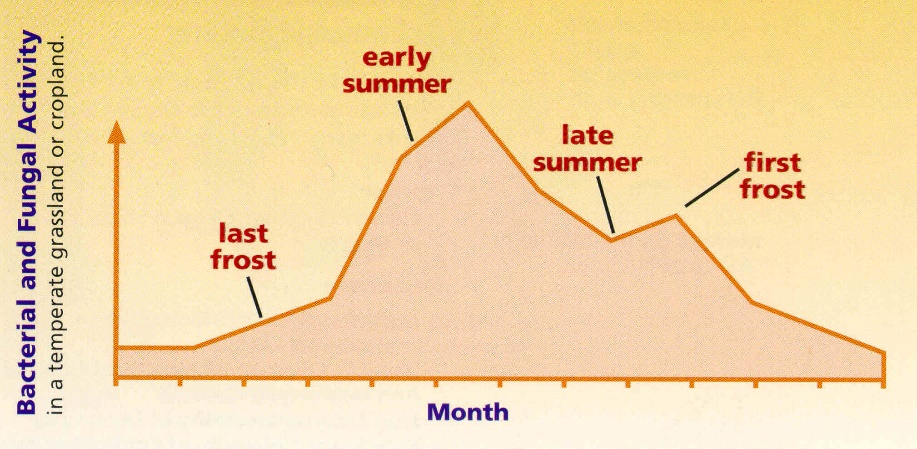 Bacterial and Fungal Activity
in a temperate grassland or cropland.
early
summer
late
summer
first
frost
last
frost
Month